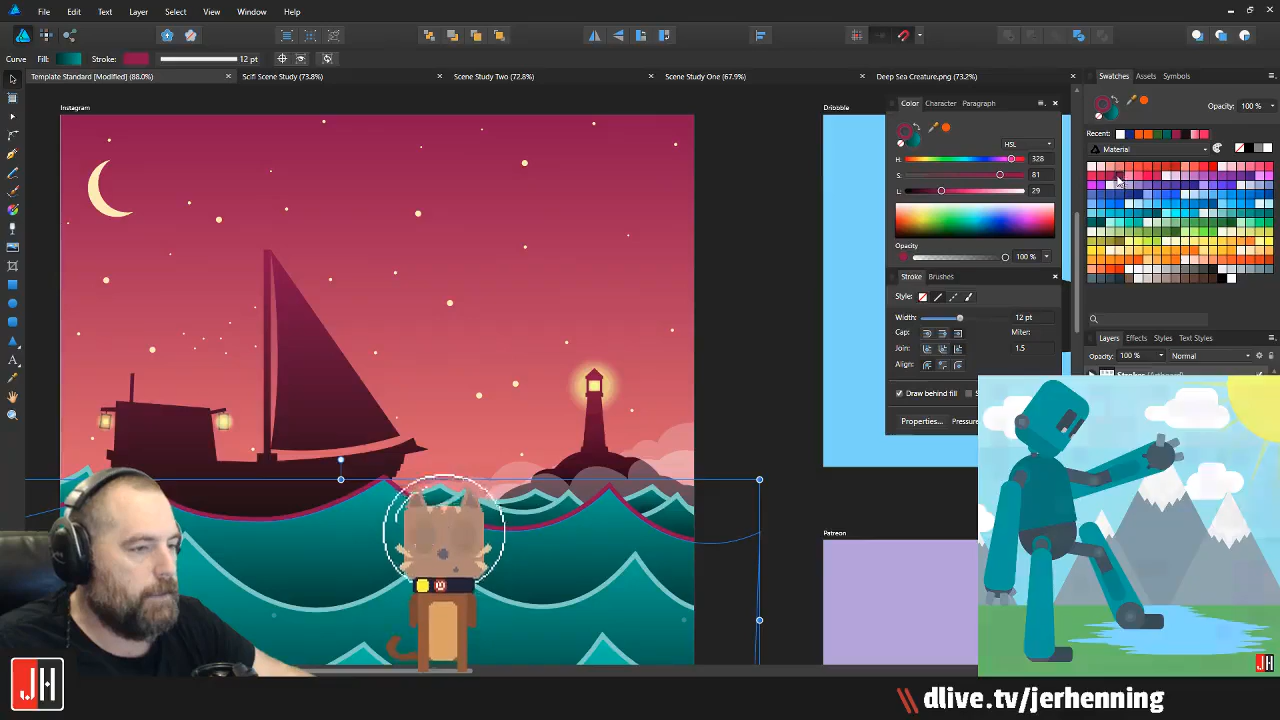 File Edit Text Layer Select View Window Help
Curve Fill: Stroke: 12 pt
Template Standard [Modified] (88.0%) Scifi Scene Study (73.8%) Scene Study Two (72.8%) Scene Study One (67.9%) Deep Sea Creature.png (73.2%)
Instagram
Dribbble
Patreon
Color Character Paragraph
HSL
H: 328
S: 81
L: 29
Opacity
100 %
Stroke Brushes
Style:
Width: 12 pt
Cap: Miter:
Join: 1.5
Align:
Draw behind fill
Properties... Pressure
Swatches Assets Symbols
Opacity: 100 %
Recent:
Material
Layers Effects Styles Text Styles
Opacity: 100 % Normal
JH
JH
\\ dlive.tv/jerhenning